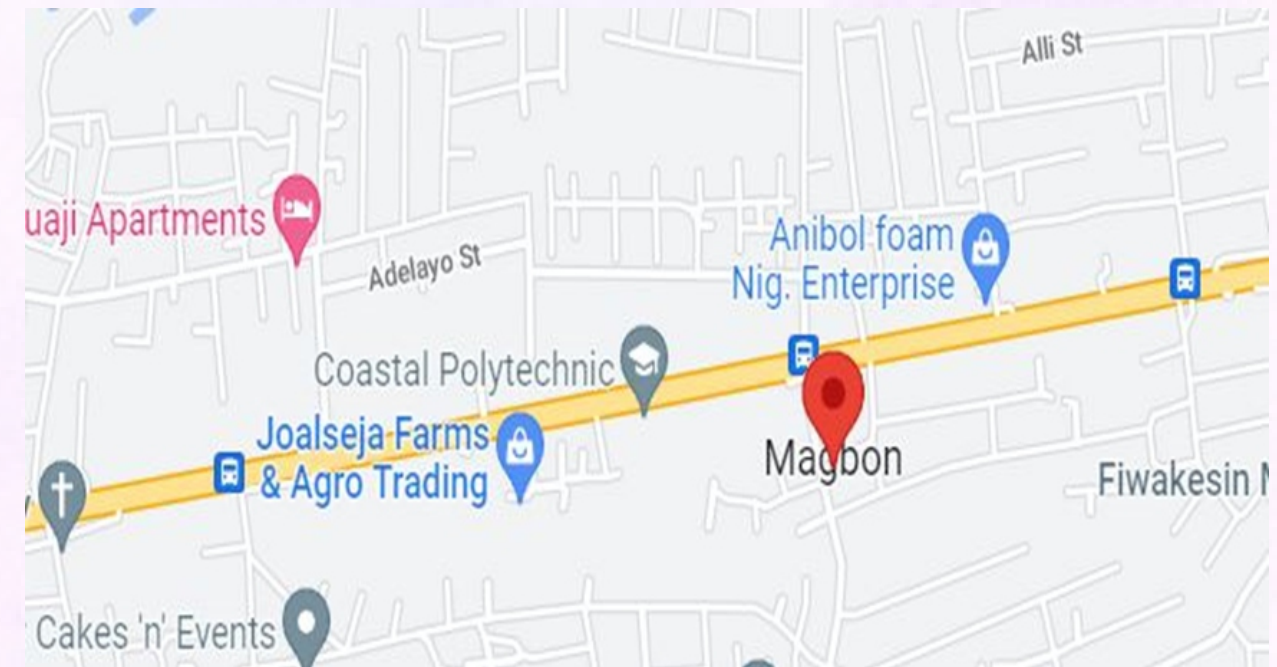 Alli St
uaji Apartments
Adelayo St
Anibol foam
Nig. Enterprise
Coastal Polytechnic
Joalseja Farms
& Agro Trading
Magbon
Fiwakesin
Cakes 'n' Events